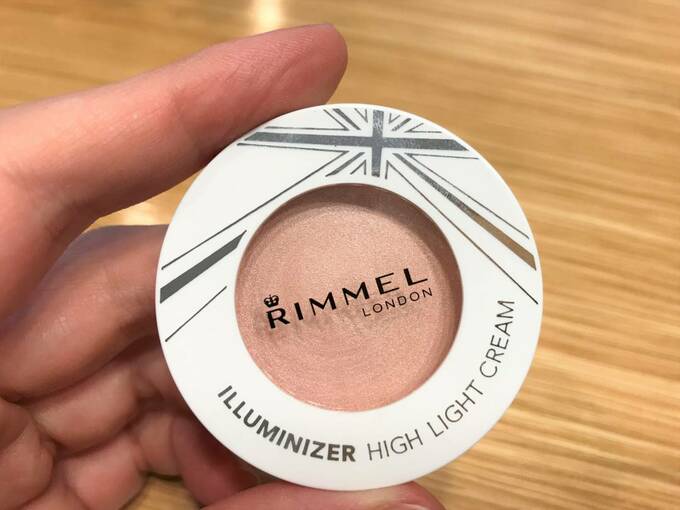 RIMMEL
LONDON
ILLUMINIZER HIGH LIGHT CREAM